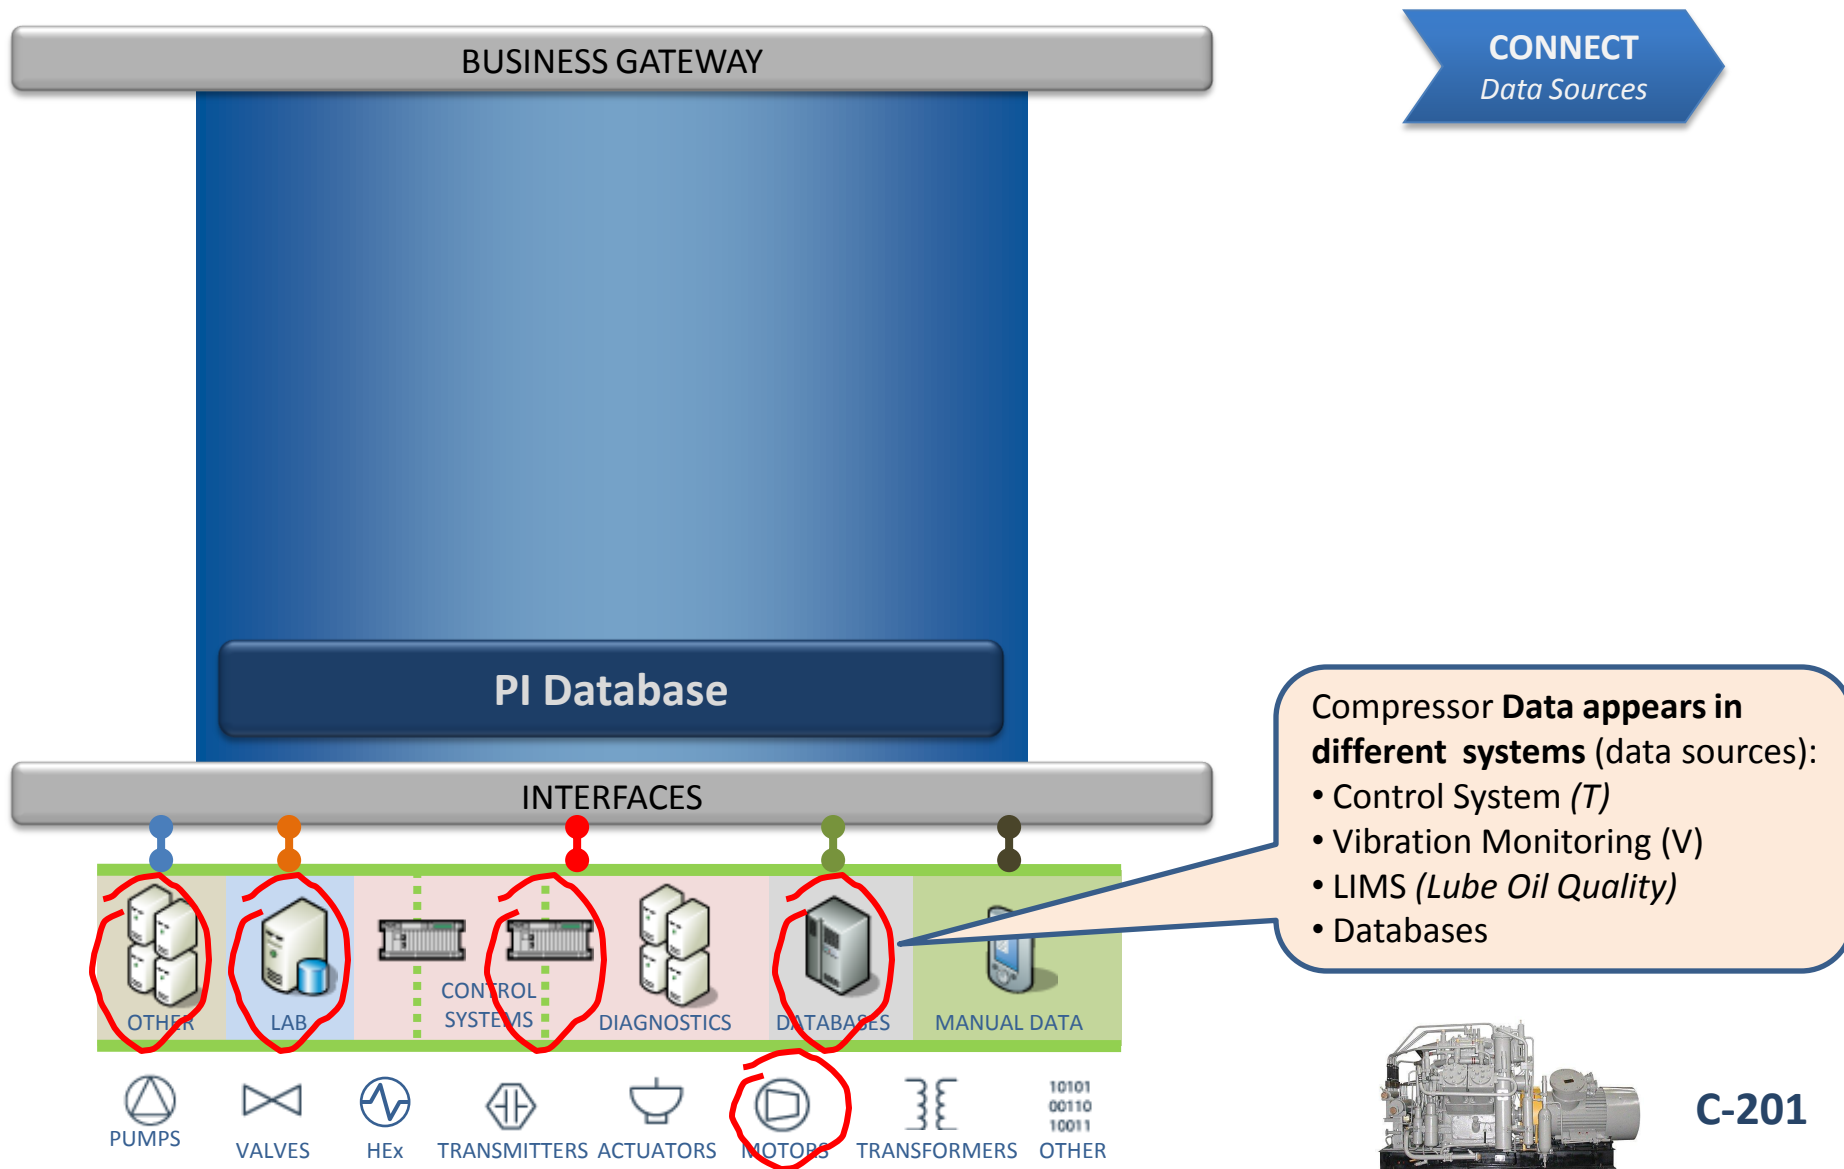 BUSINESS GATEWAY
CONNECT
Data Sources
PI Database
INTERFACES
Compressor Data appears in
different systems (data sources):
• Control System (T)
• Vibration Monitoring (V)
• LIMS (Lube Oil Quality)
• Databases
OTHER
LAB
CONTROL
SYSTEMS
DIAGNOSTICS
DATABASES
MANUAL DATA
10101
00110
10011
PUMPS
VALVES
HEx
TRANSMITTERS
ACTUATORS
MOTORS
TRANSFORMERS
OTHER
C-201